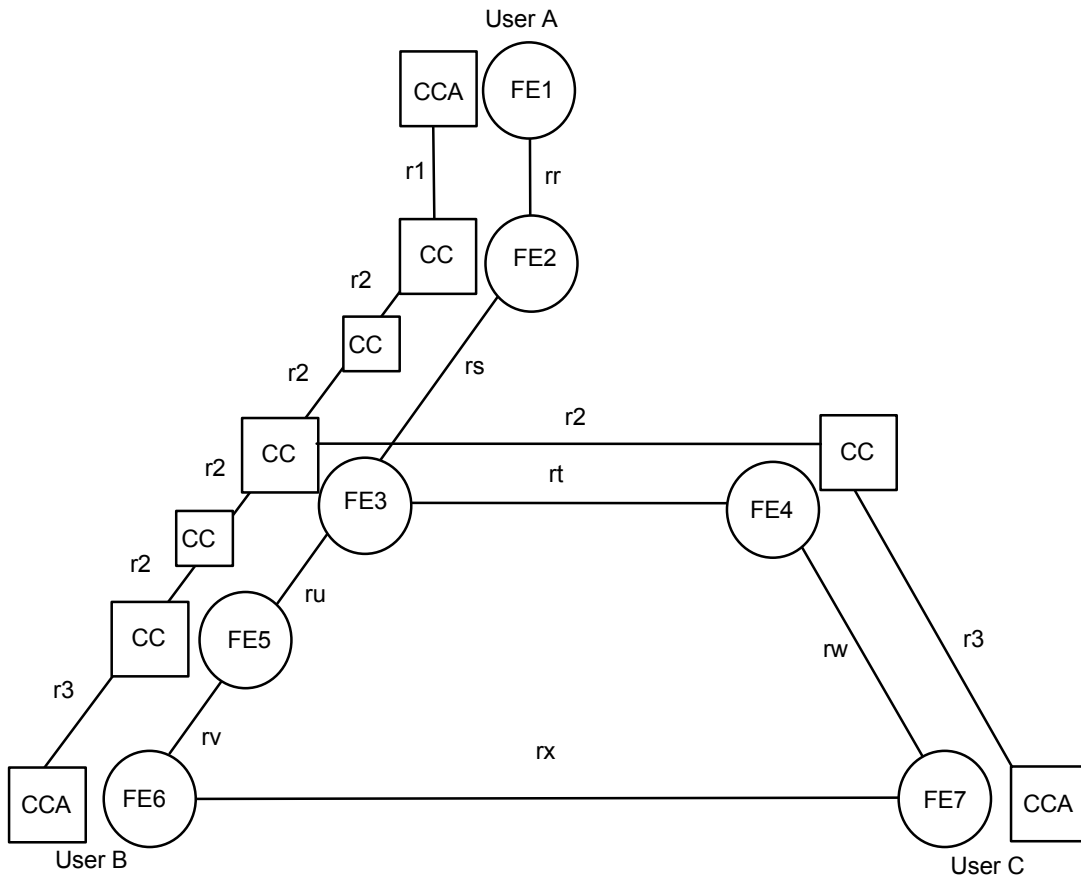 User A
CCA
FE1
r1
rr
CC
FE2
r2
CC
rs
r2
r2
CC
CC
r2
rt
FE3
FE4
CC
r2
ru
CC
FE5
r3
rw
r3
rv
rx
CCA
FE6
FE7
CCA
User B
User C